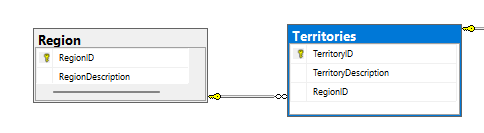 Region
RegionID
RegionDescription
Territories
TerritoryID
TerritoryDescription
RegionID